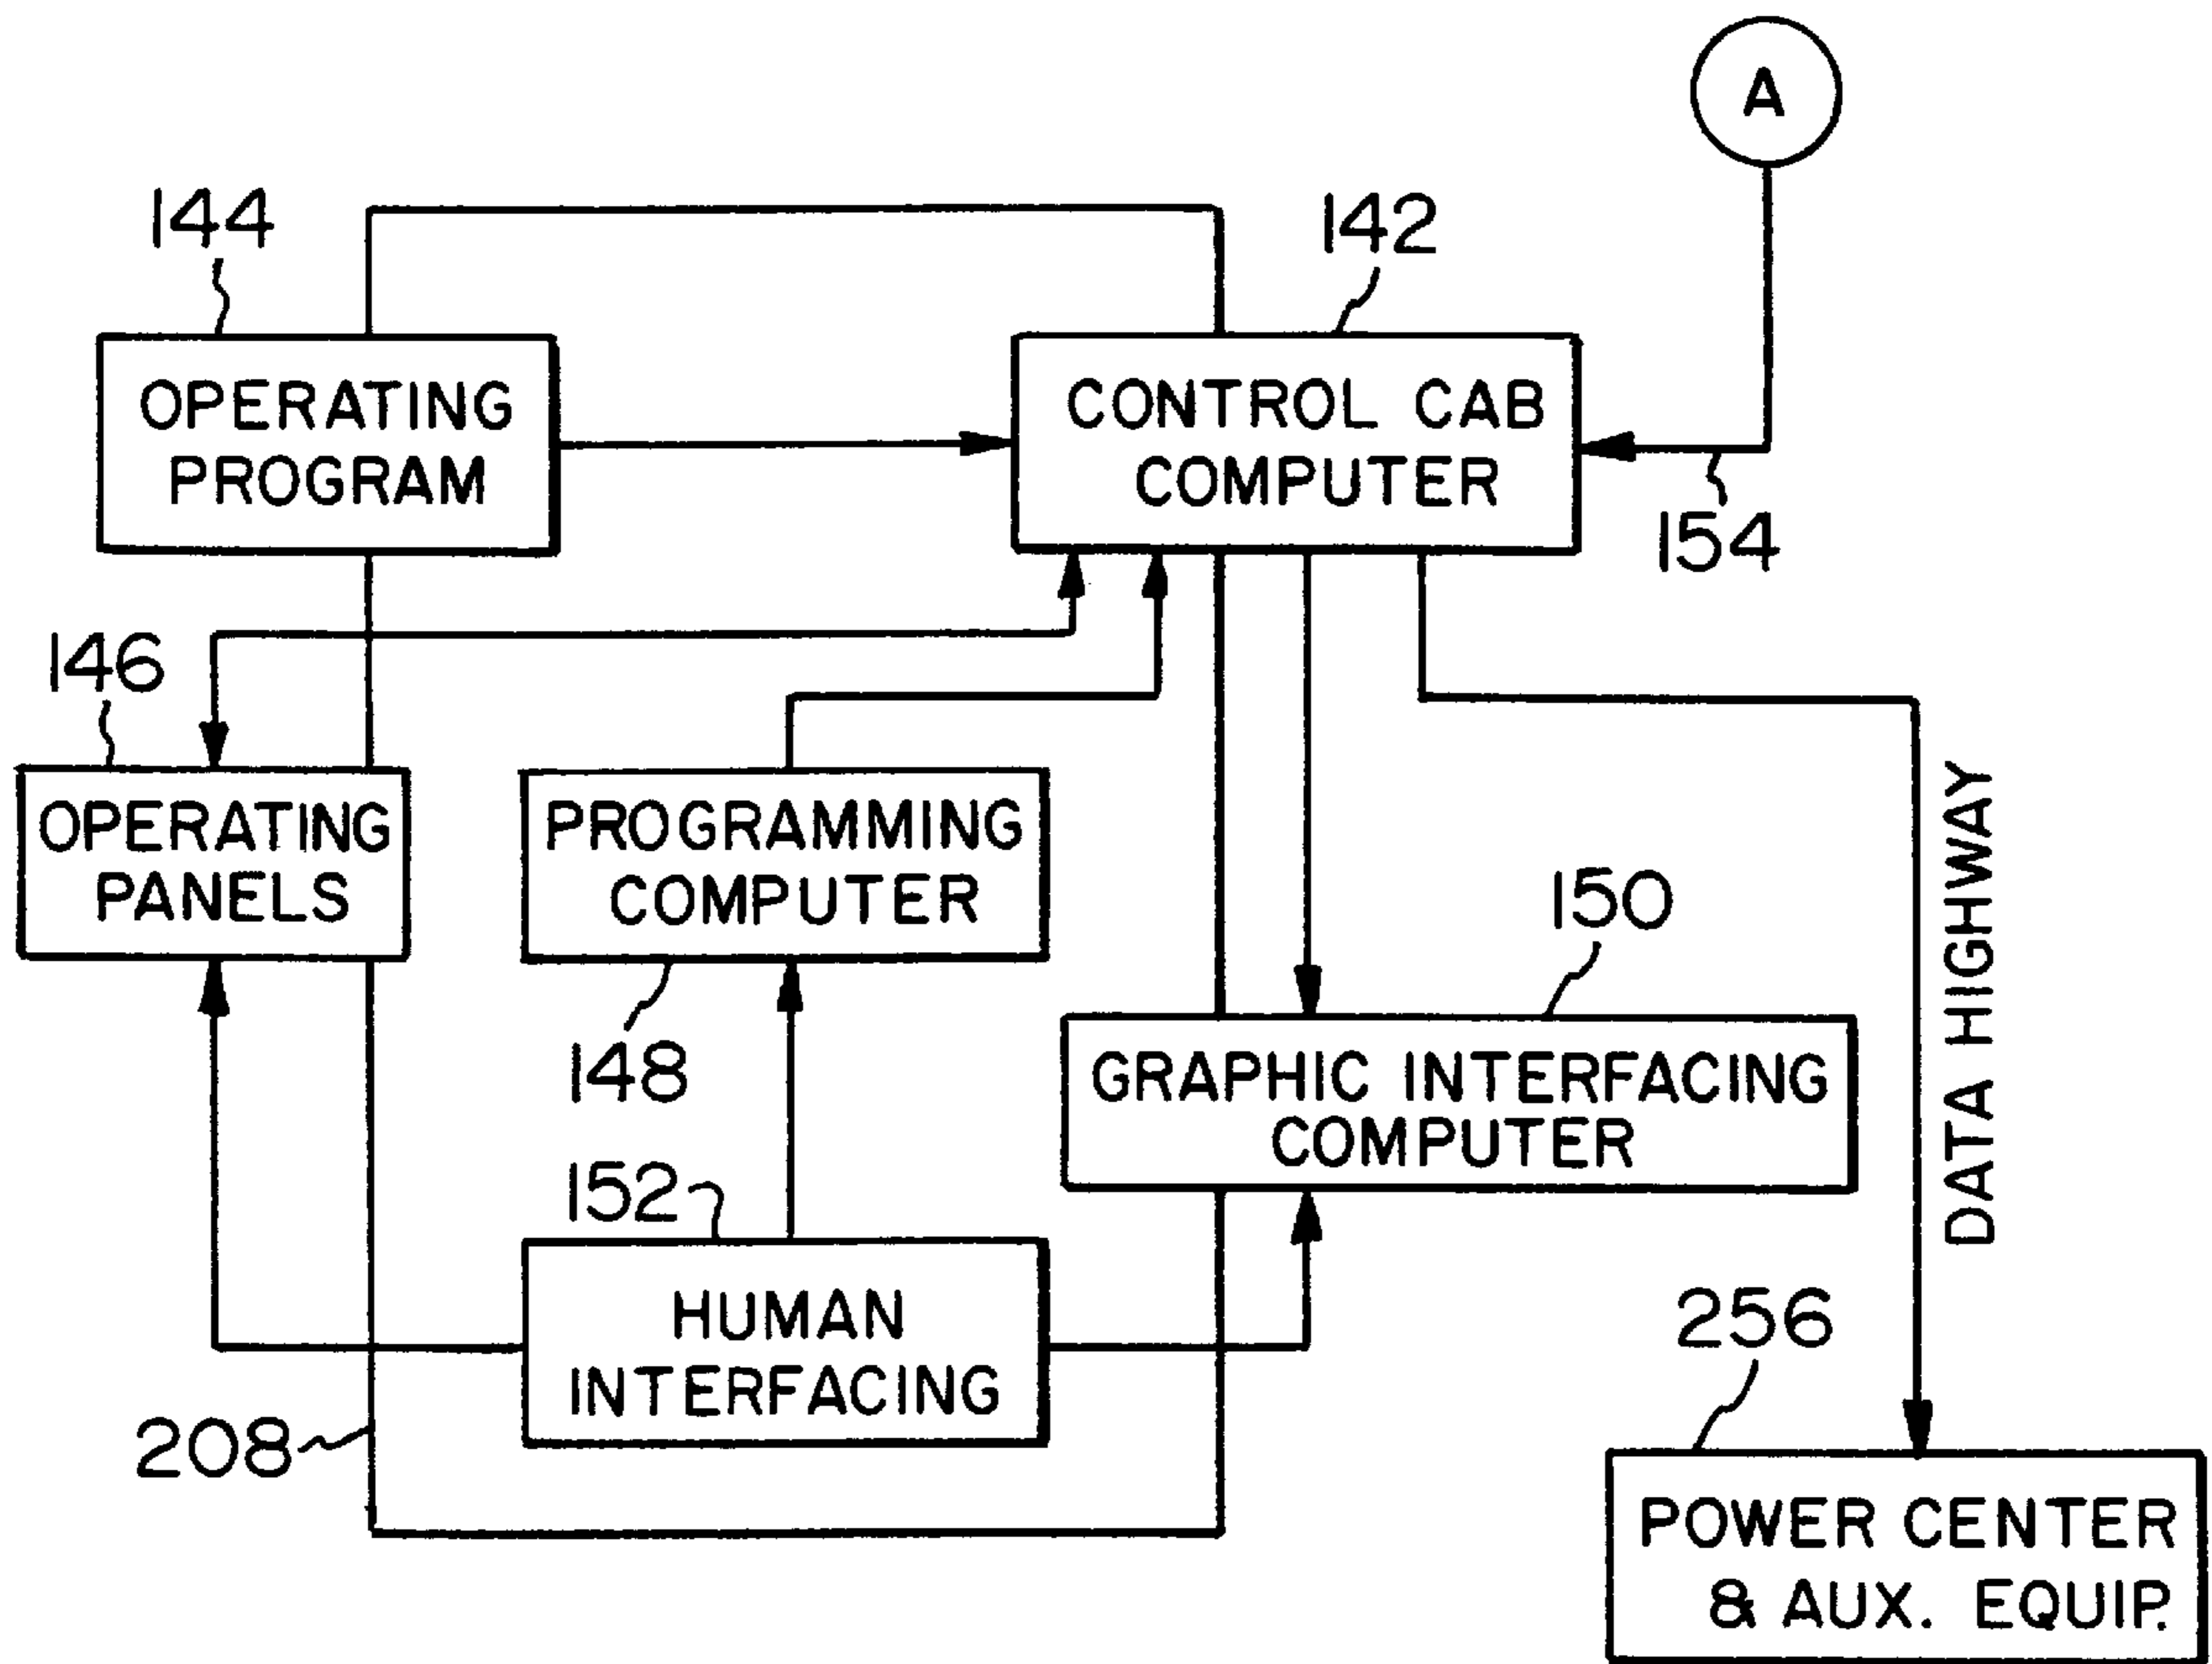 A
144
142
OPERATING
PROGRAM
CONTROL CAB
COMPUTER
154
146
OPERATING
PANELS
PROGRAMMING
COMPUTER
148
150
GRAPHIC INTERFACING
COMPUTER
DATA HIGHWAY
152
HUMAN
INTERFACING
208
256
POWER CENTER
& AUX. EQUIP.